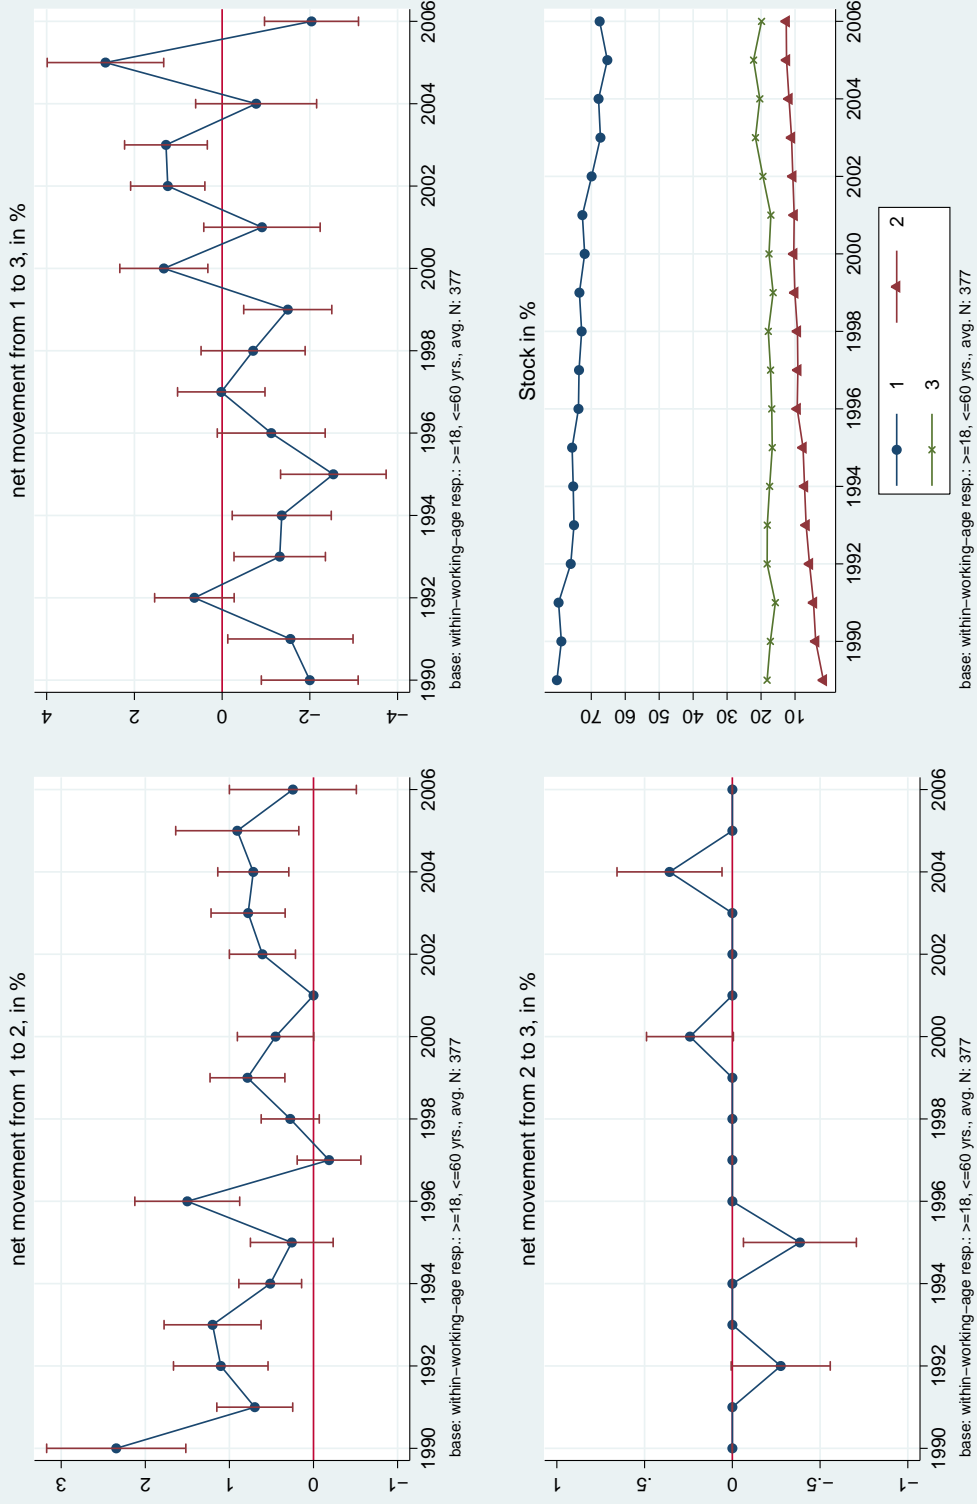 net movement from 1 to 2, in %
3
2
1
0
−1
1990 1992 1994 1996 1998 2000 2002 2004 2006
base: within−working−age resp.: >=18, <=60 yrs., avg. N: 377
net movement from 1 to 3, in %
4
2
0
−2
−4
1990 1992 1994 1996 1998 2000 2002 2004 2006
base: within−working−age resp.: >=18, <=60 yrs., avg. N: 377
net movement from 2 to 3, in %
1
.5
0
−.5
−1
1990 1992 1994 1996 1998 2000 2002 2004 2006
base: within−working−age resp.: >=18, <=60 yrs., avg. N: 377
Stock in %
70
60
50
40
30
20
10
1990 1992 1994 1996 1998 2000 2002 2004 2006
1 2
3
base: within−working−age resp.: >=18, <=60 yrs., avg. N: 377